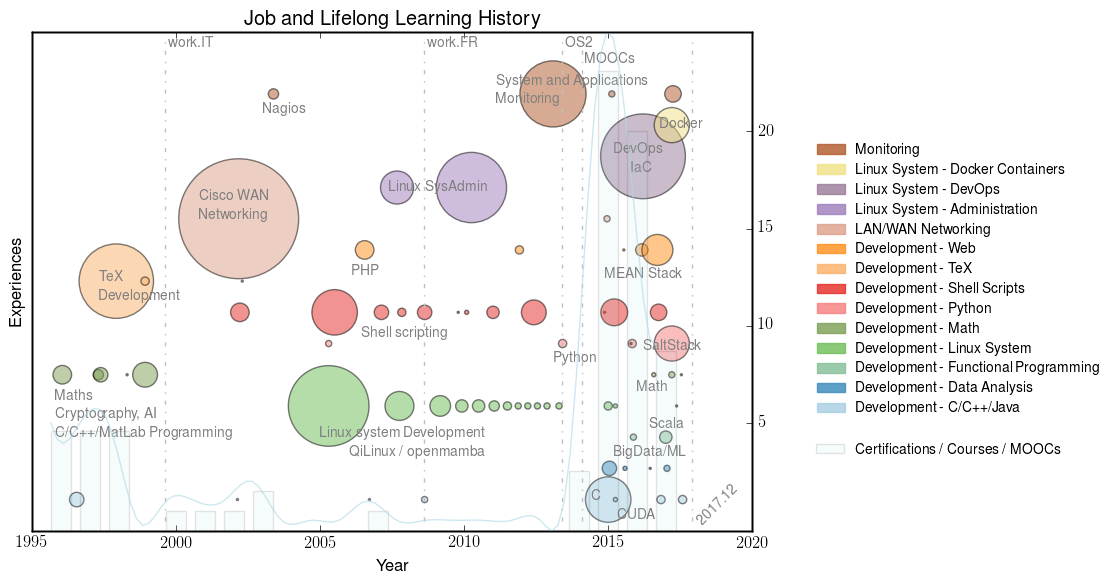 Job and Lifelong Learning History
work.IT
work.FR
OS2
MOOCs
System and Applications
Monitoring
Nagios
Docker
20
DevOps
IaC
Cisco WAN
Networking
Linux SysAdmin
15
PHP
MEAN Stack
TeX
Development
Shell scripting
10
Python
SaltStack
Math
Maths
Cryptography, AI
C/C++/MatLab Programming
Linux system Development
QiLinux / openmamba
Scala
5
BigData/ML
C
CUDA
2017.12
1995
2000
2005
2010
2015
2020
Year
Experiences
Monitoring
Linux System - Docker Containers
Linux System - DevOps
Linux System - Administration
LAN/WAN Networking
Development - Web
Development - TeX
Development - Shell Scripts
Development - Python
Development - Math
Development - Linux System
Development - Functional Programming
Development - Data Analysis
Development - C/C++/Java
Certifications / Courses / MOOCs